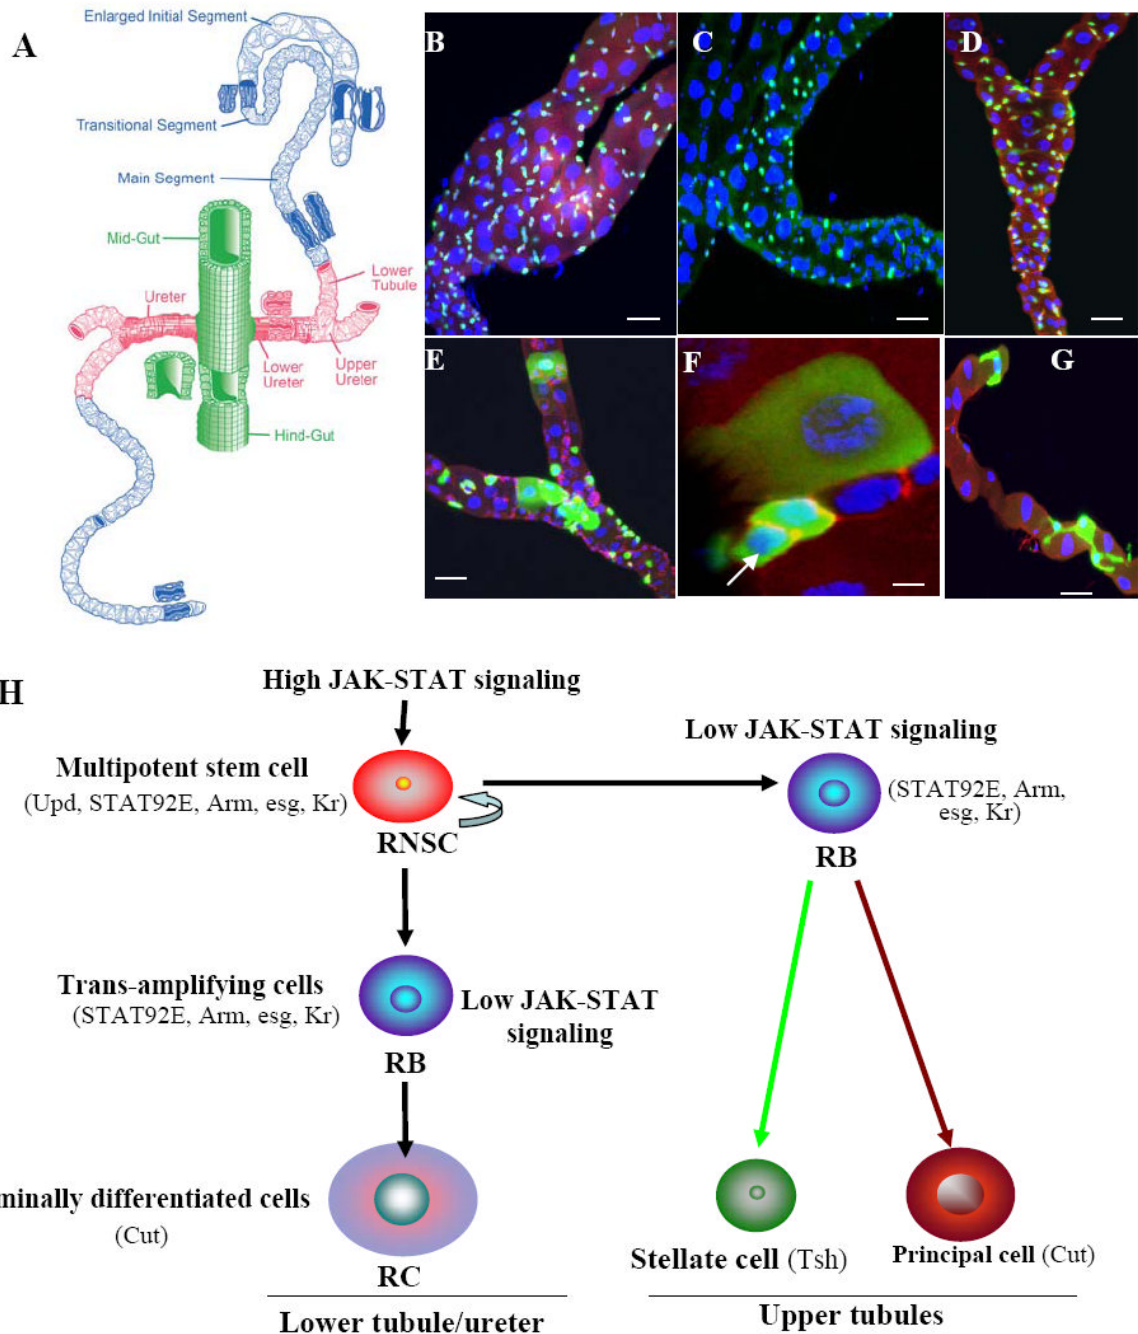 A
Enlarged Initial Segment
Transitional Segment
Main Segment
Mid-Gut
Ureter
Lower
Tubule
Lower
Ureter
Upper
Ureter
Hind-Gut
B
C
D
E
F
G
H
High JAK-STAT signaling
Low JAK-STAT signaling
Multipotent stem cell
(Upd, STAT92E, Arm, esg, Kr)
RNSC
(STAT92E, Arm,
esg, Kr)
RB
Trans-amplifying cells
(STAT92E, Arm, esg, Kr)
Low JAK-STAT
signaling
RB
minally differentiated cells
(Cut)
RC
Stellate cell (Tsh)
Principal cell (Cut)
Lower tubule/ureter
Upper tubules